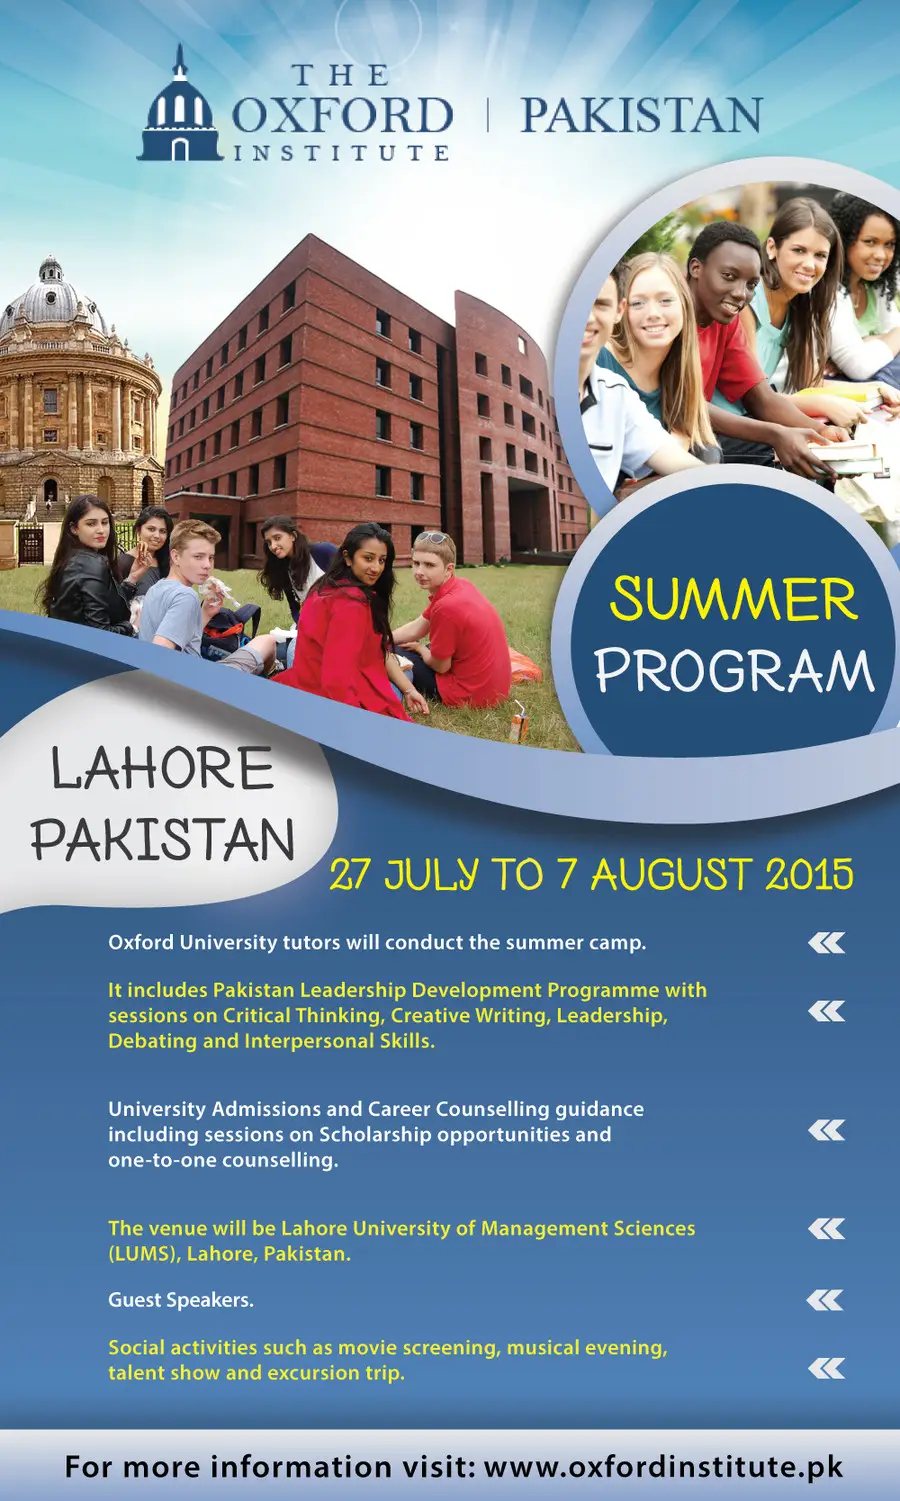 THE
OXFORD | PAKISTAN
INSTITUTE
SUMMER
PROGRAM
LAHORE
PAKISTAN
27 JULY TO 7 AUGUST 2015
Oxford University tutors will conduct the summer camp.
It includes Pakistan Leadership Development Programme with
sessions on Critical Thinking, Creative Writing, Leadership,
Debating and Interpersonal Skills.
University Admissions and Career Counselling guidance
including sessions on Scholarship opportunities and
one-to-one counselling.
The venue will be Lahore University of Management Sciences
(LUMS), Lahore, Pakistan.
Guest Speakers.
Social activities such as movie screening, musical evening,
talent show and excursion trip.
For more information visit: www.oxfordinstitute.pk